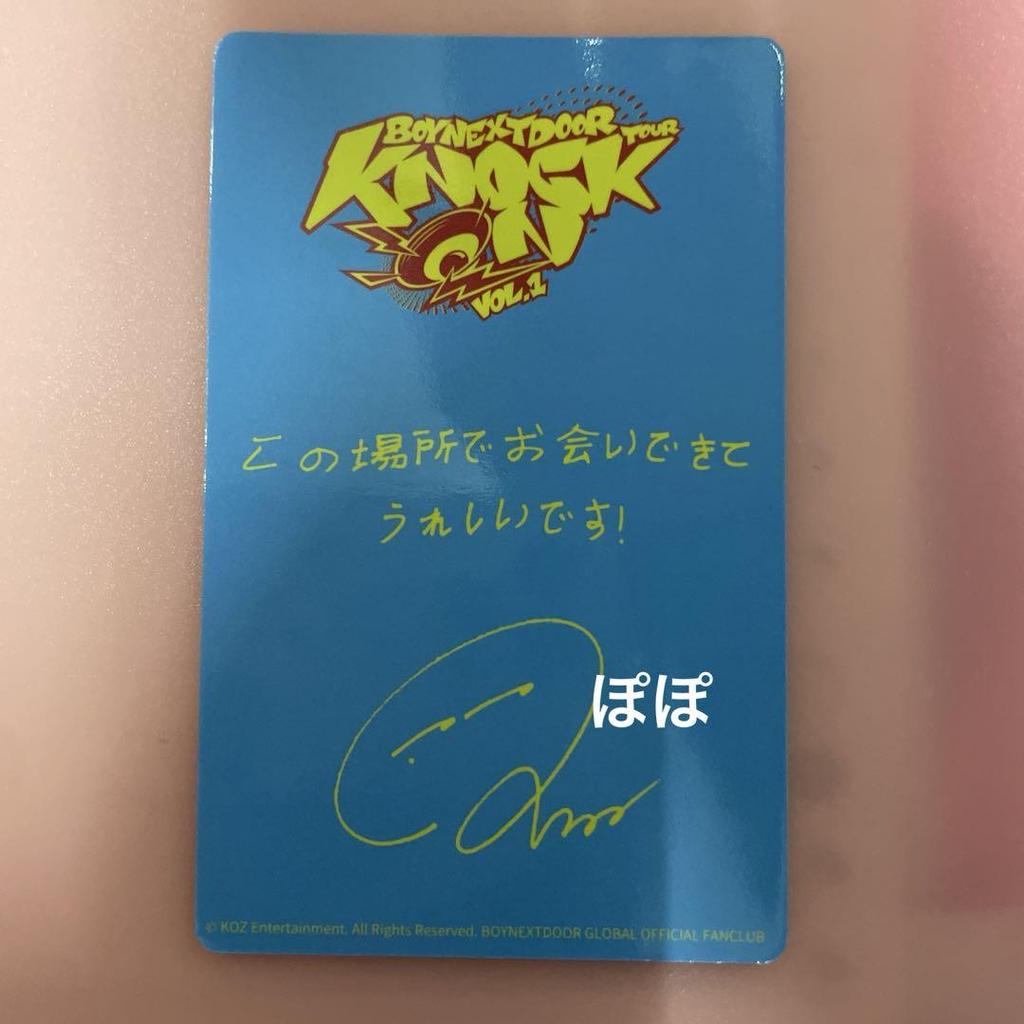 BOYNEXTDOOR TOUR
KNOCK
ON
VOL.1
この場所でお会いできて
うれしいです!
ぽぽ
© KOZ Entertainment. All Rights Reserved. BOYNEXTDOOR GLOBAL OFFICIAL FANCLUB